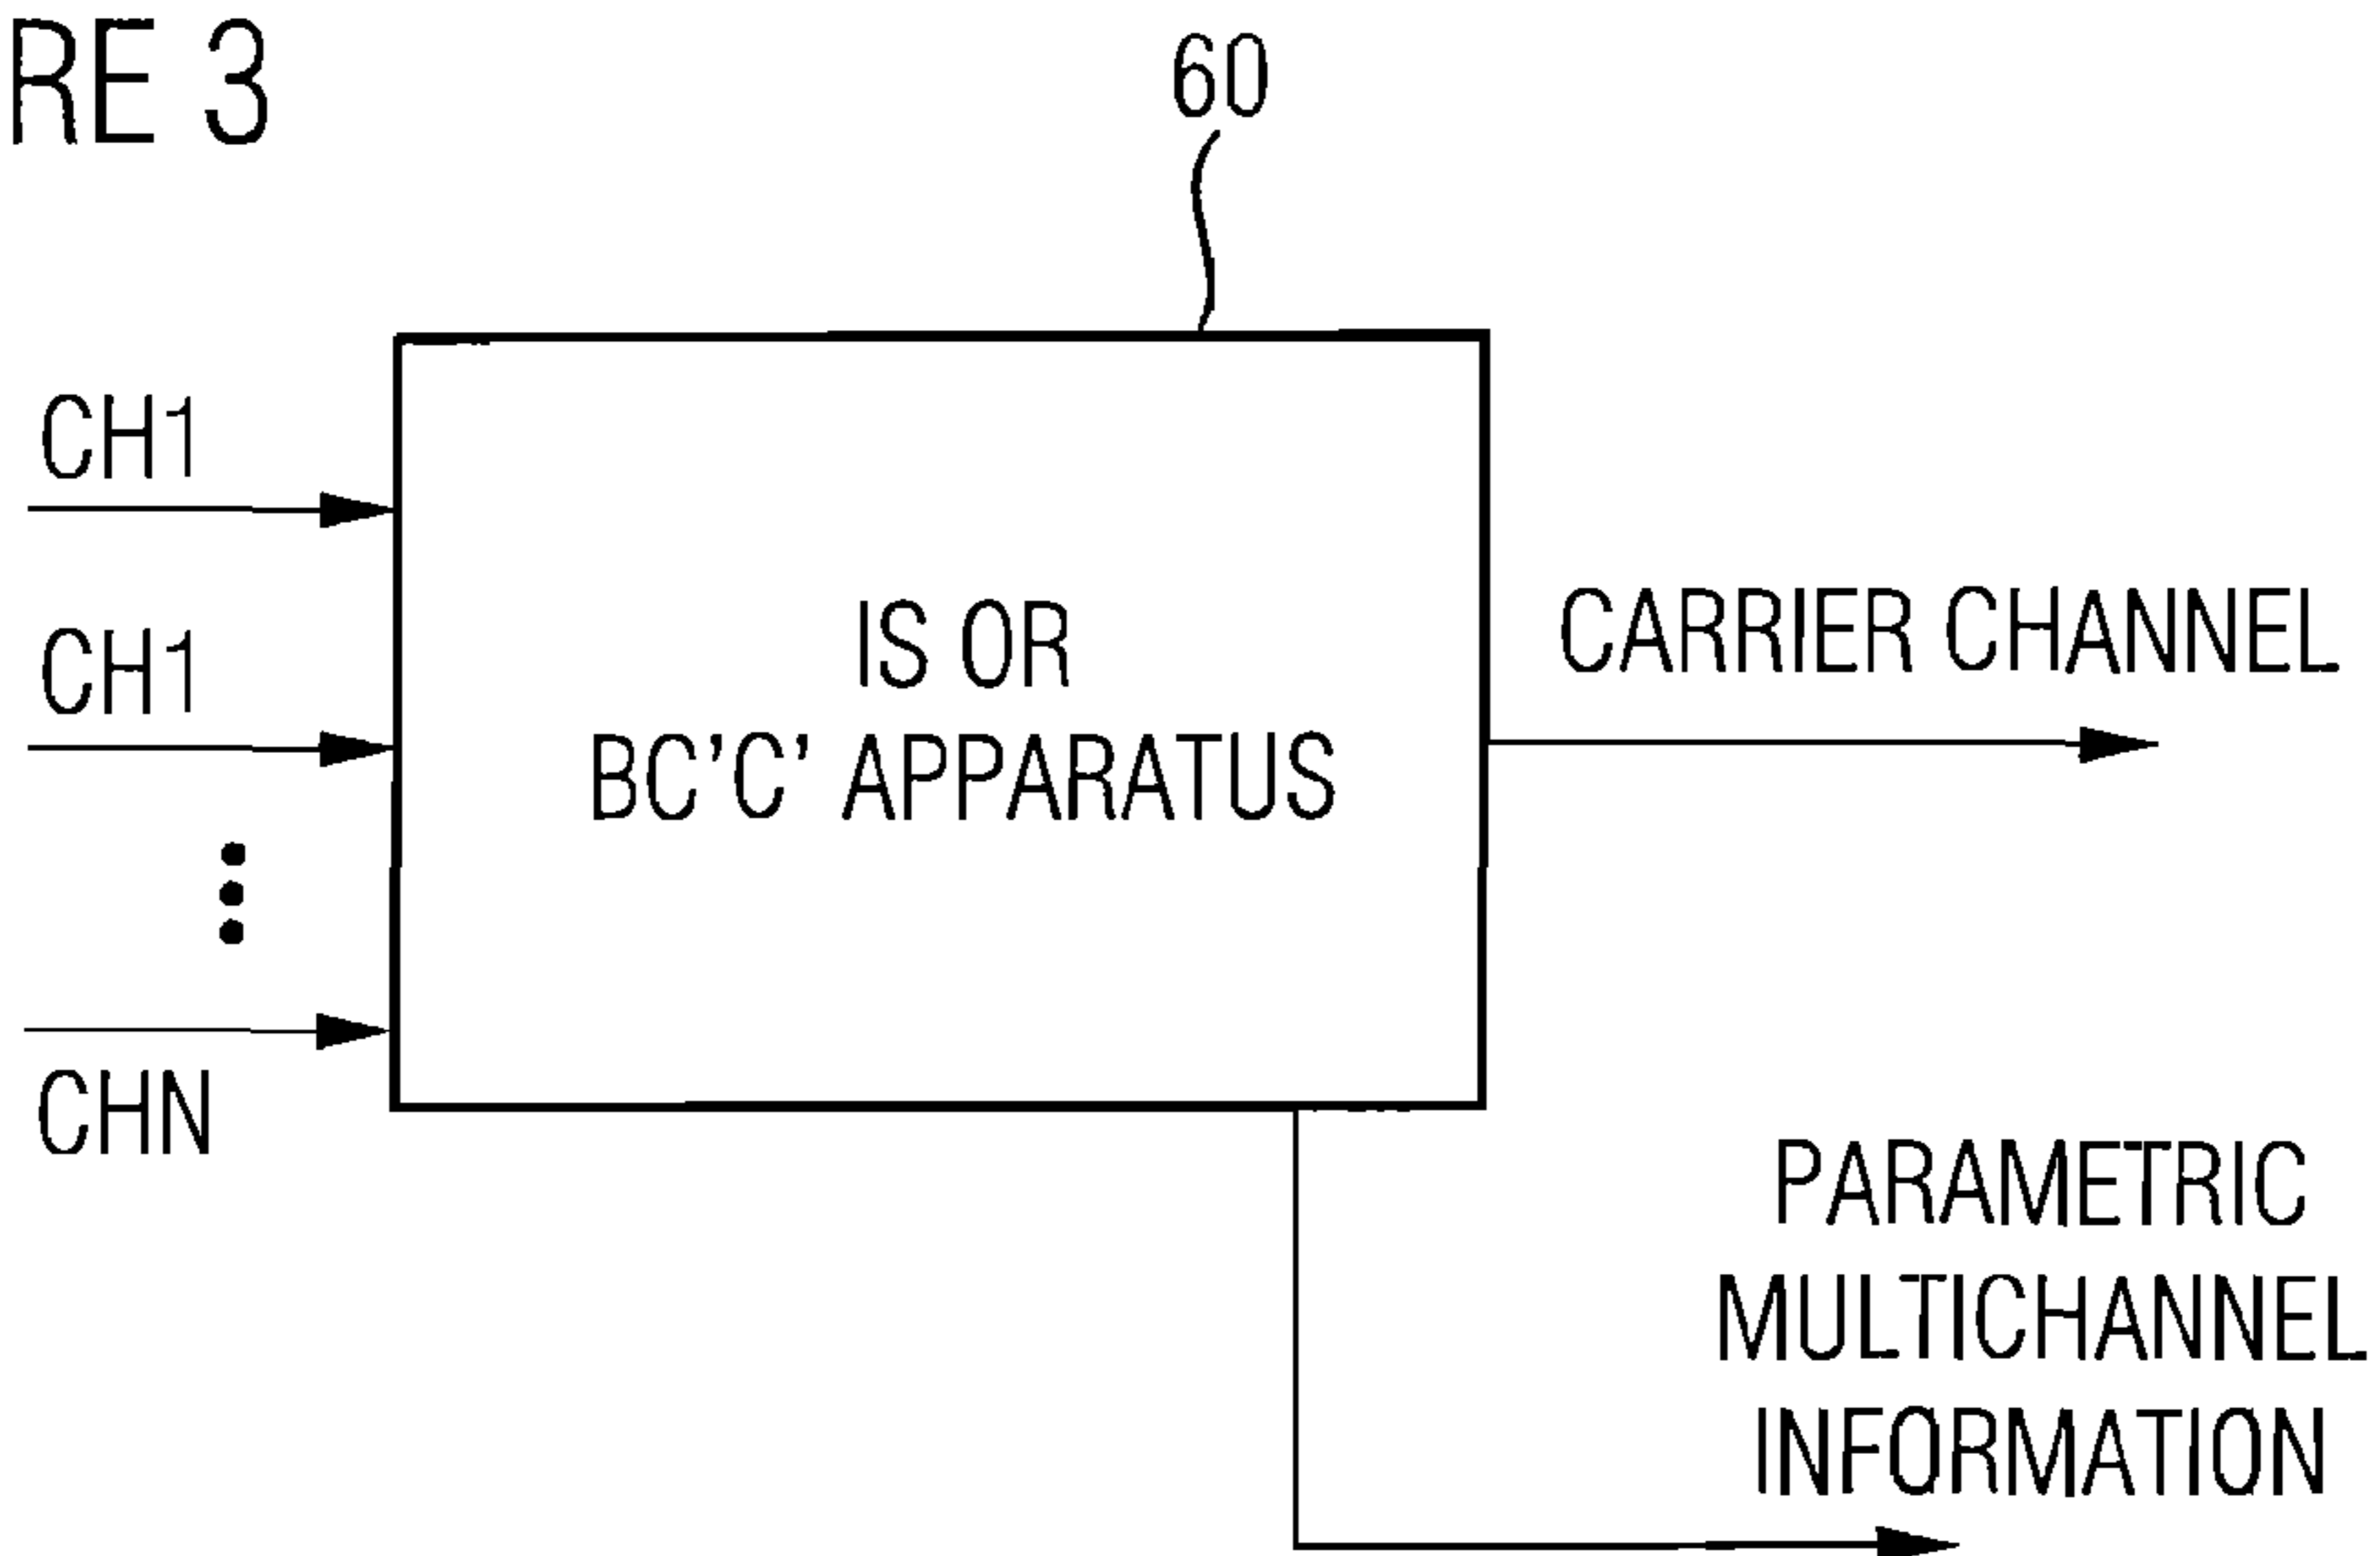 RE 3
60
CH1
CH1
CHN
IS OR
BC'C' APPARATUS
CARRIER CHANNEL
PARAMETRIC
MULTICHANNEL
INFORMATION